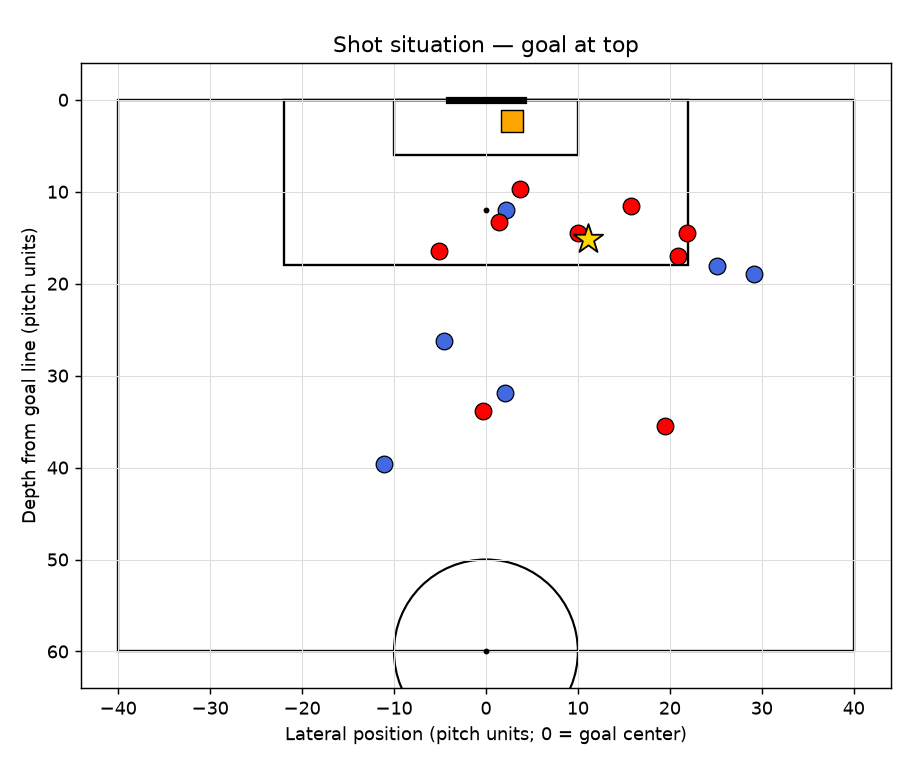 Shot situation — goal at top
0
10
20
30
40
50
60
Depth from goal line (pitch units)
−40 −30 −20 −10 0 10 20 30 40
Lateral position (pitch units; 0 = goal center)